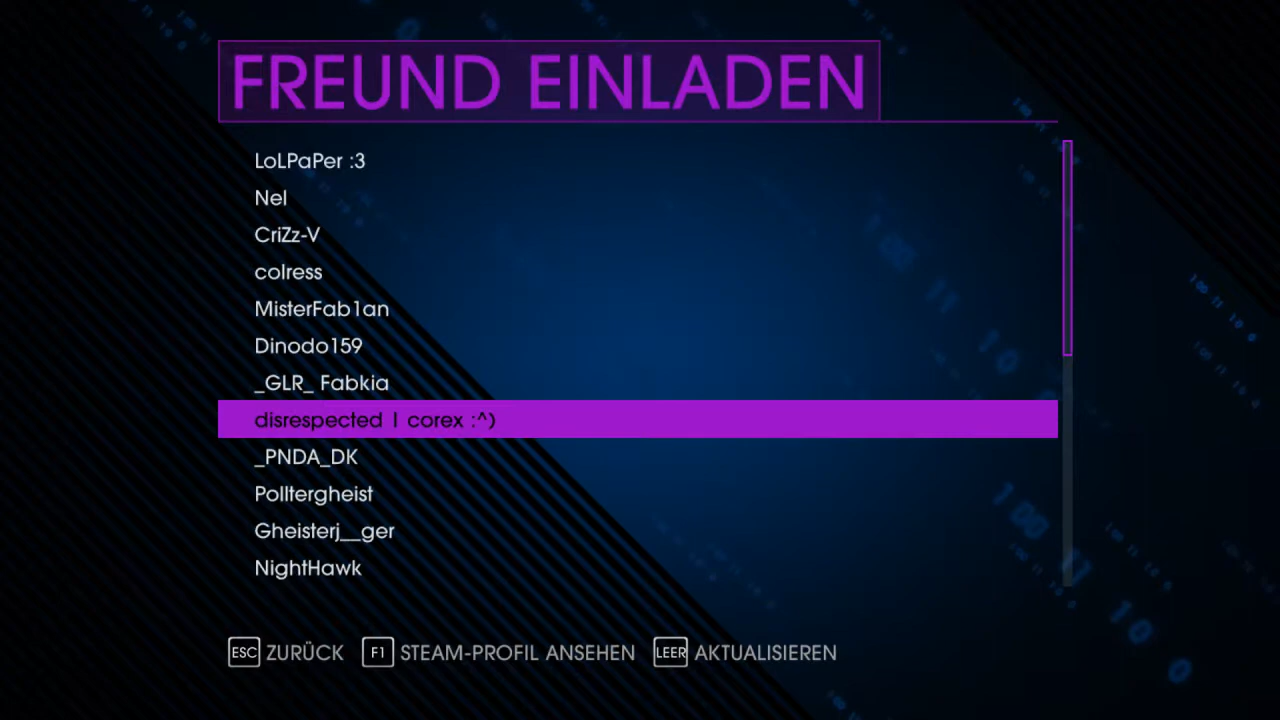 FREUND EINLADEN
LoLPaPer :3
Nel
CriZz-V
colress
MisterFab1an
Dinodo159
_GLR_ Fabkia
disrespected | corex :^)
_PNDA_DK
Polltergheist
Gheisterj__ger
NightHawk
ESC ZURÜCK F1 STEAM-PROFIL ANSEHEN LEER AKTUALISIEREN